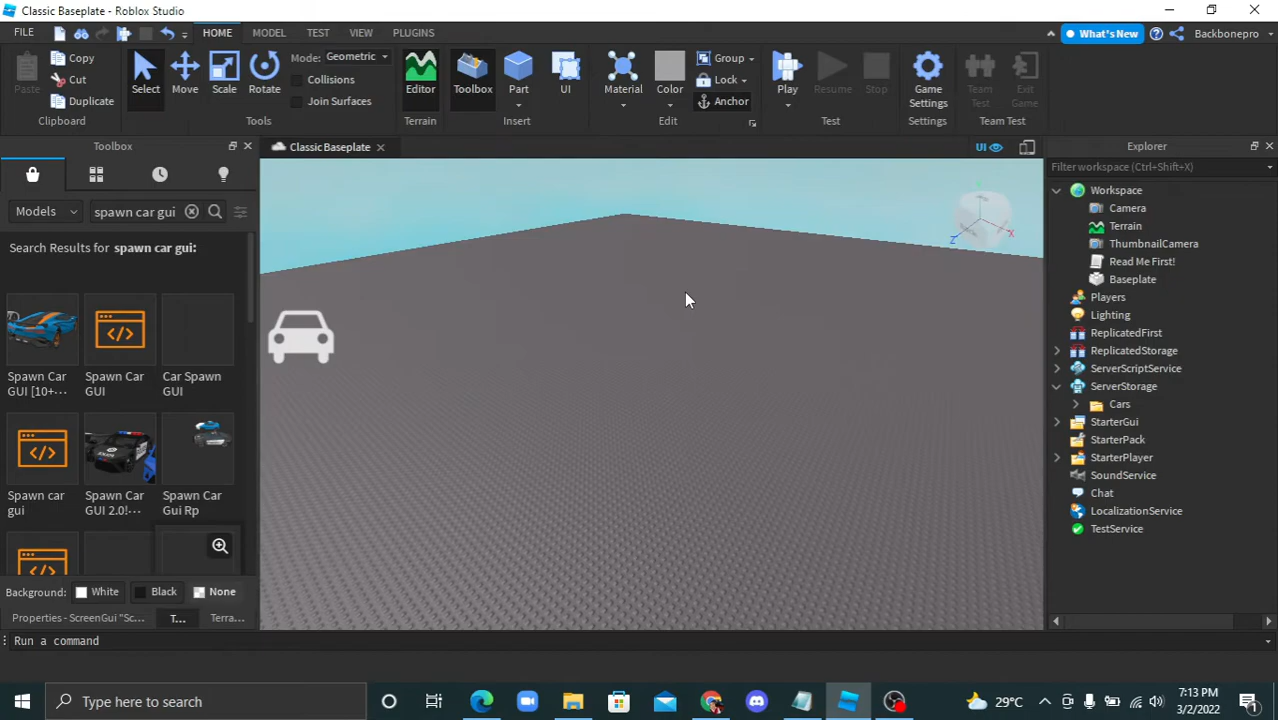 Classic Baseplate - Roblox Studio
FILE HOME MODEL TEST VIEW PLUGINS What's New Backbonepro
Copy Mode: Geometric Group
Cut Collisions Lock
Paste Duplicate Select Move Scale Rotate Join Surfaces Editor Toolbox Part UI Material Color Anchor Play Resume Stop Game Settings Team Test Exit Game
Clipboard Tools Terrain Insert Edit Test Settings Team Test
Toolbox Classic Baseplate UI Explorer
Filter workspace (Ctrl+Shift+X)
Models spawn car gui
Search Results for spawn car gui:
Spawn Car GUI [10+··· Spawn Car GUI Car Spawn GUI
Spawn car gui Spawn Car GUI 2.0!··· Spawn Car Gui Rp
Background: White Black None
Properties - ScreenGui "Sc... T... Terra...
Workspace
Camera
Terrain
ThumbnailCamera
Read Me First!
Baseplate
Players
Lighting
ReplicatedFirst
ReplicatedStorage
ServerScriptService
ServerStorage
Cars
StarterGui
StarterPack
StarterPlayer
SoundService
Chat
LocalizationService
TestService
Z X
Run a command
Type here to search 29°C 7:13 PM
3/2/2022 1